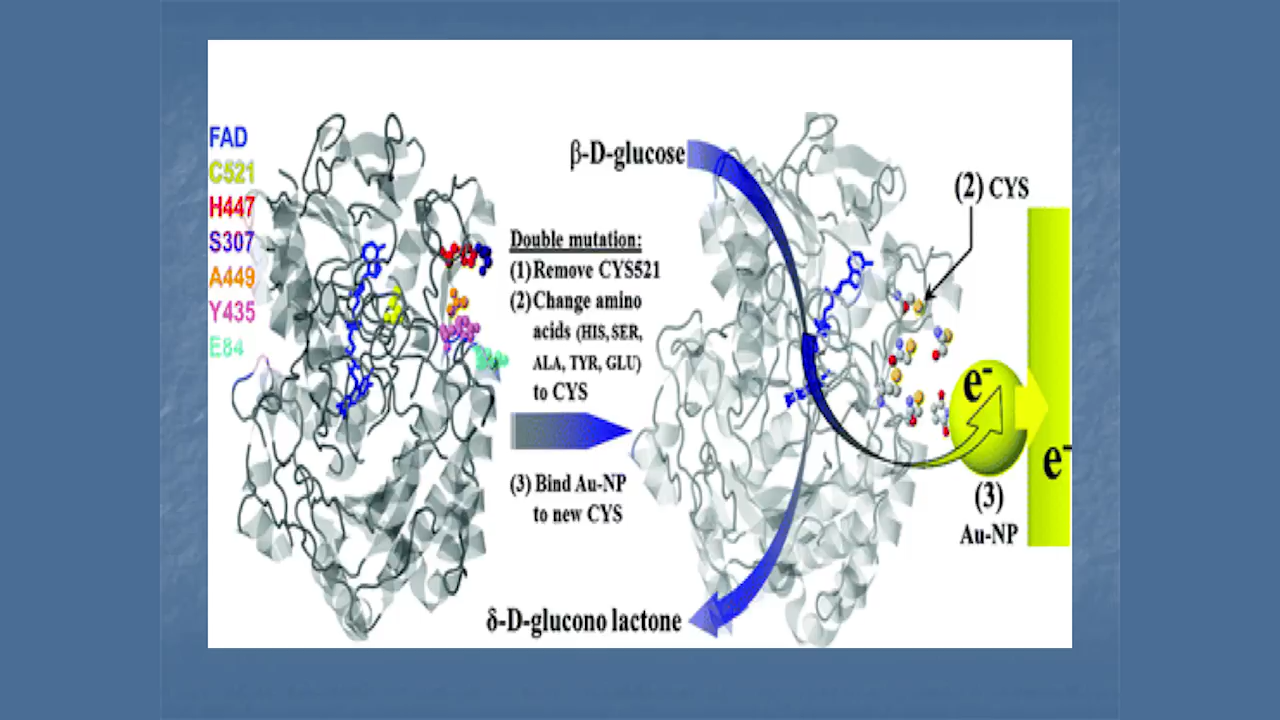 FAD
C521
H447
S307
A449
Y435
E84
β-D-glucose
Double mutation:
(1) Remove CYS521
(2) Change amino
acids (HIS, SER,
ALA, TYR, GLU)
to CYS
(3) Bind Au-NP
to new CYS
δ-D-glucono lactone
(2) CYS
e-
e-
(3)
Au-NP